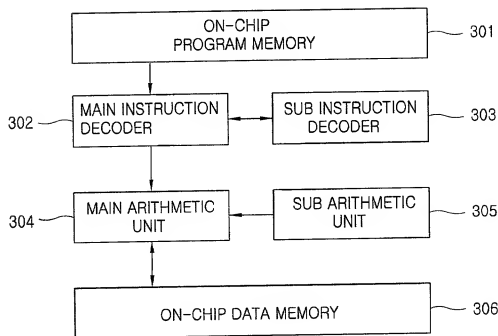 ON-CHIP
PROGRAM MEMORY
301
302
MAIN INSTRUCTION
DECODER
SUB INSTRUCTION
DECODER
303
304
MAIN ARITHMETIC
UNIT
SUB ARITHMETIC
UNIT
305
ON-CHIP DATA MEMORY
306